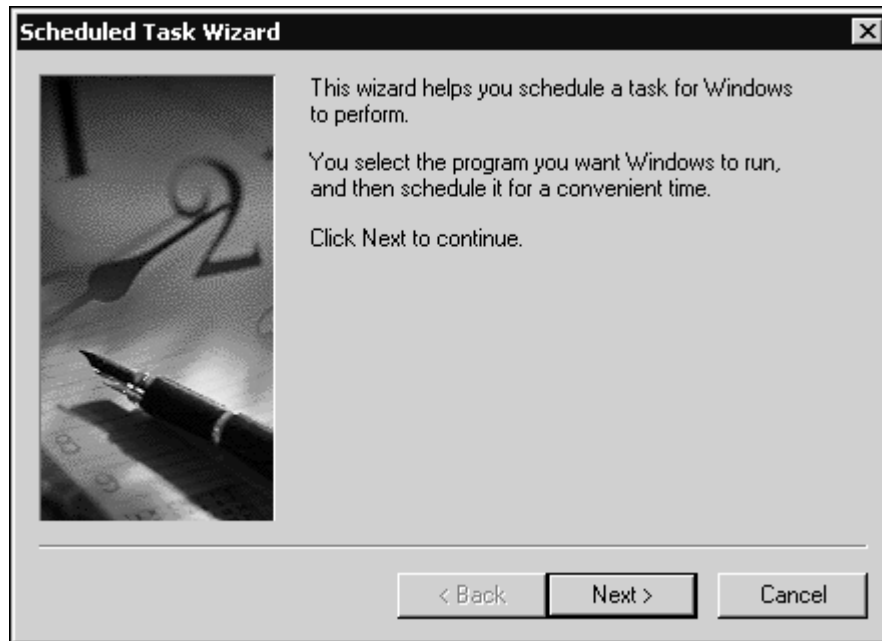 Scheduled Task Wizard
This wizard helps you schedule a task for Windows
to perform.
You select the program you want Windows to run,
and then schedule it for a convenient time.
Click Next to continue.
2
< Back
Next >
Cancel